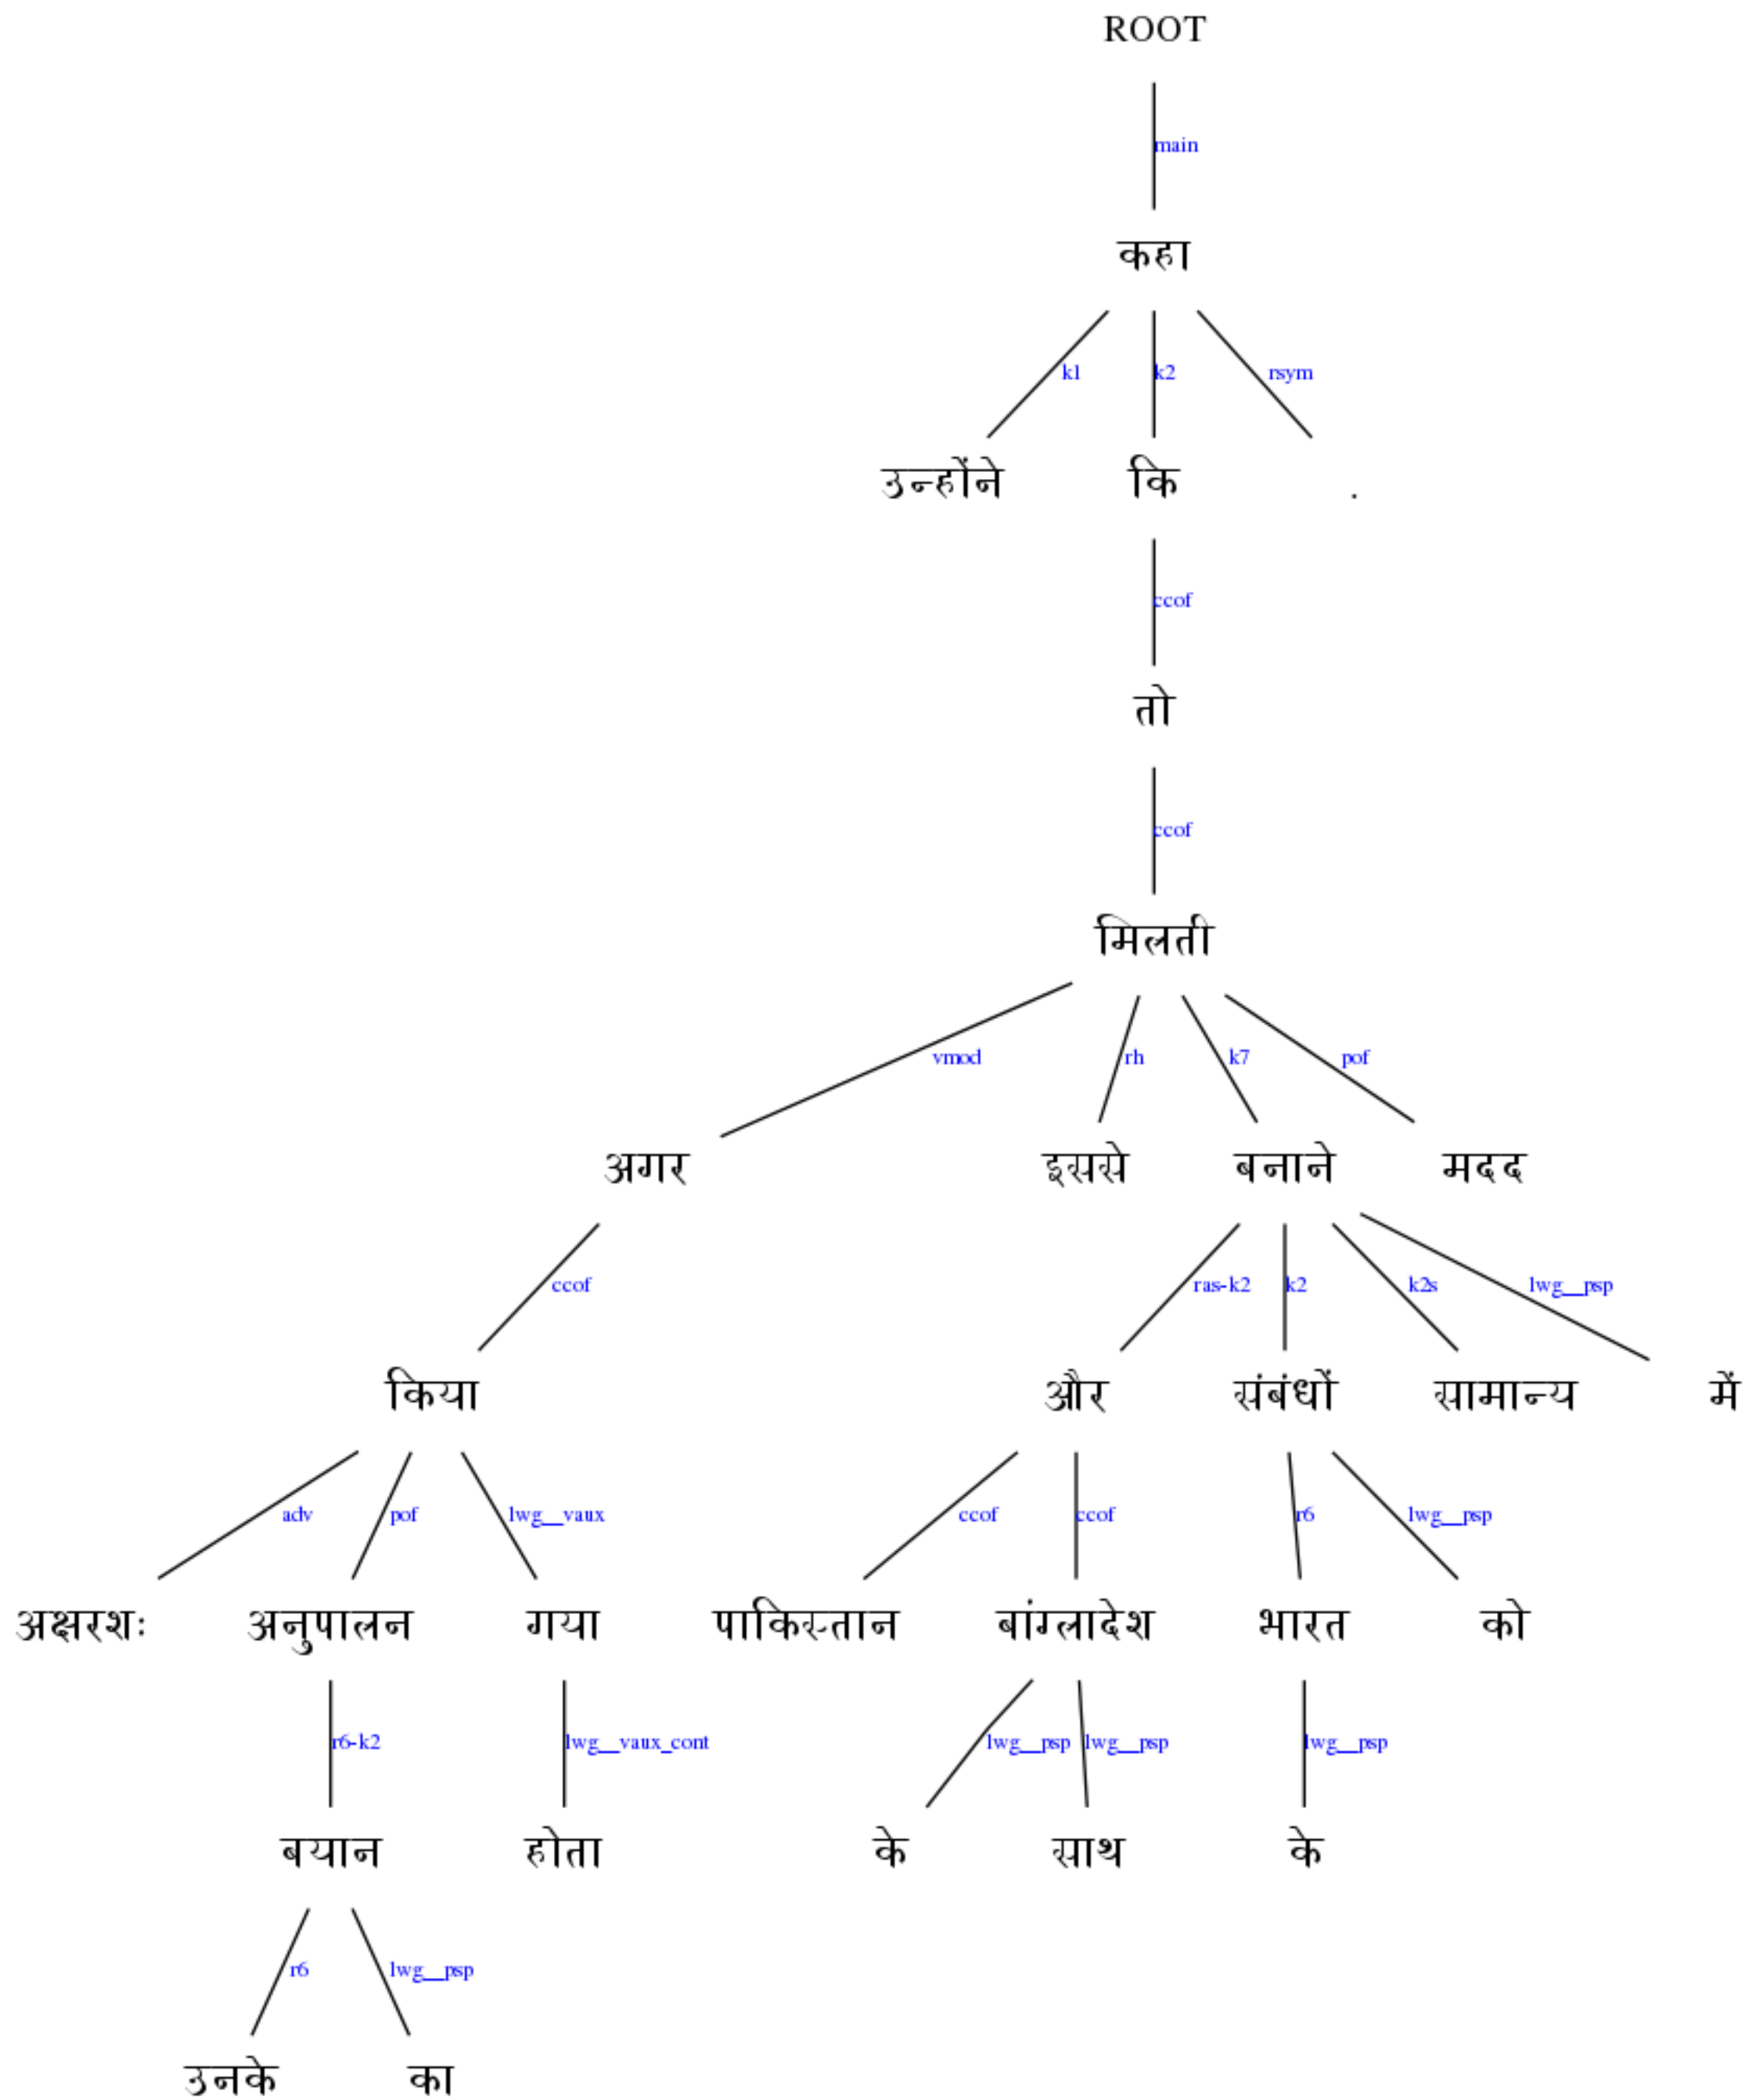 ROOT
main
कहा
k1 k2 rsym
उन्होंने कि .
ccof
तो
ccof
मिलती
vmod rh k7 pof
अगर इससे बनाने मदद
ccof ras-k2 k2 k2s lwg__psp
किया और संबंधों सामान्य में
adv pof lwg__vaux ccof ccof r6 lwg__psp
अक्षरशः अनुपालन गया पाकिस्तान बांग्लादेश भारत को
r6-k2 lwg__vaux_cont lwg__psp lwg__psp lwg__psp
बयान होता के साथ के
r6 lwg__psp
उनके का